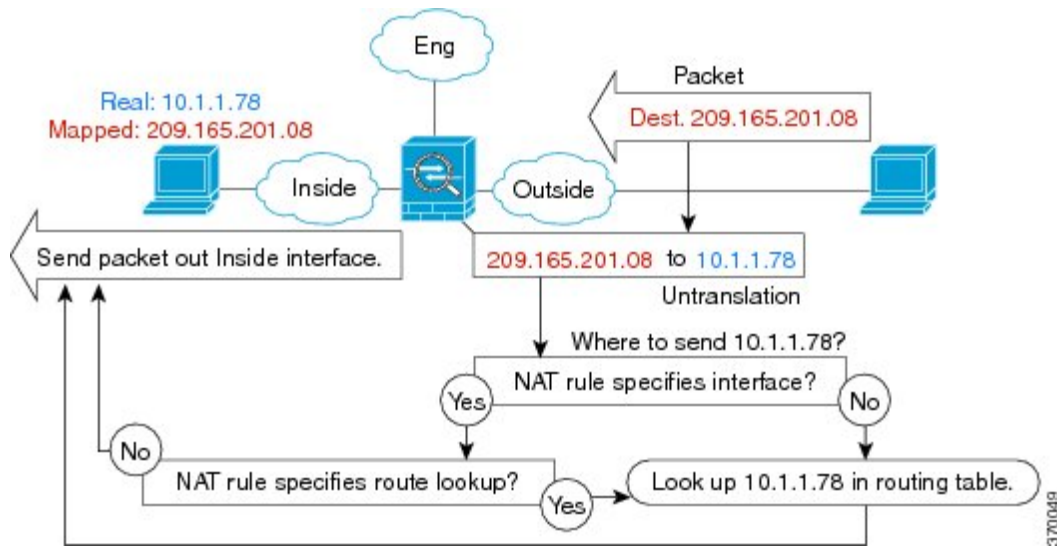 Eng
Packet
Real: 10.1.1.78
Mapped: 209.165.201.08
Dest. 209.165.201.08
Inside
Outside
Send packet out Inside interface.
209.165.201.08 to 10.1.1.78
Untranslation
Where to send 10.1.1.78?
NAT rule specifies interface?
Yes
No
No
NAT rule specifies route lookup?
Yes
Look up 10.1.1.78 in routing table.
370049